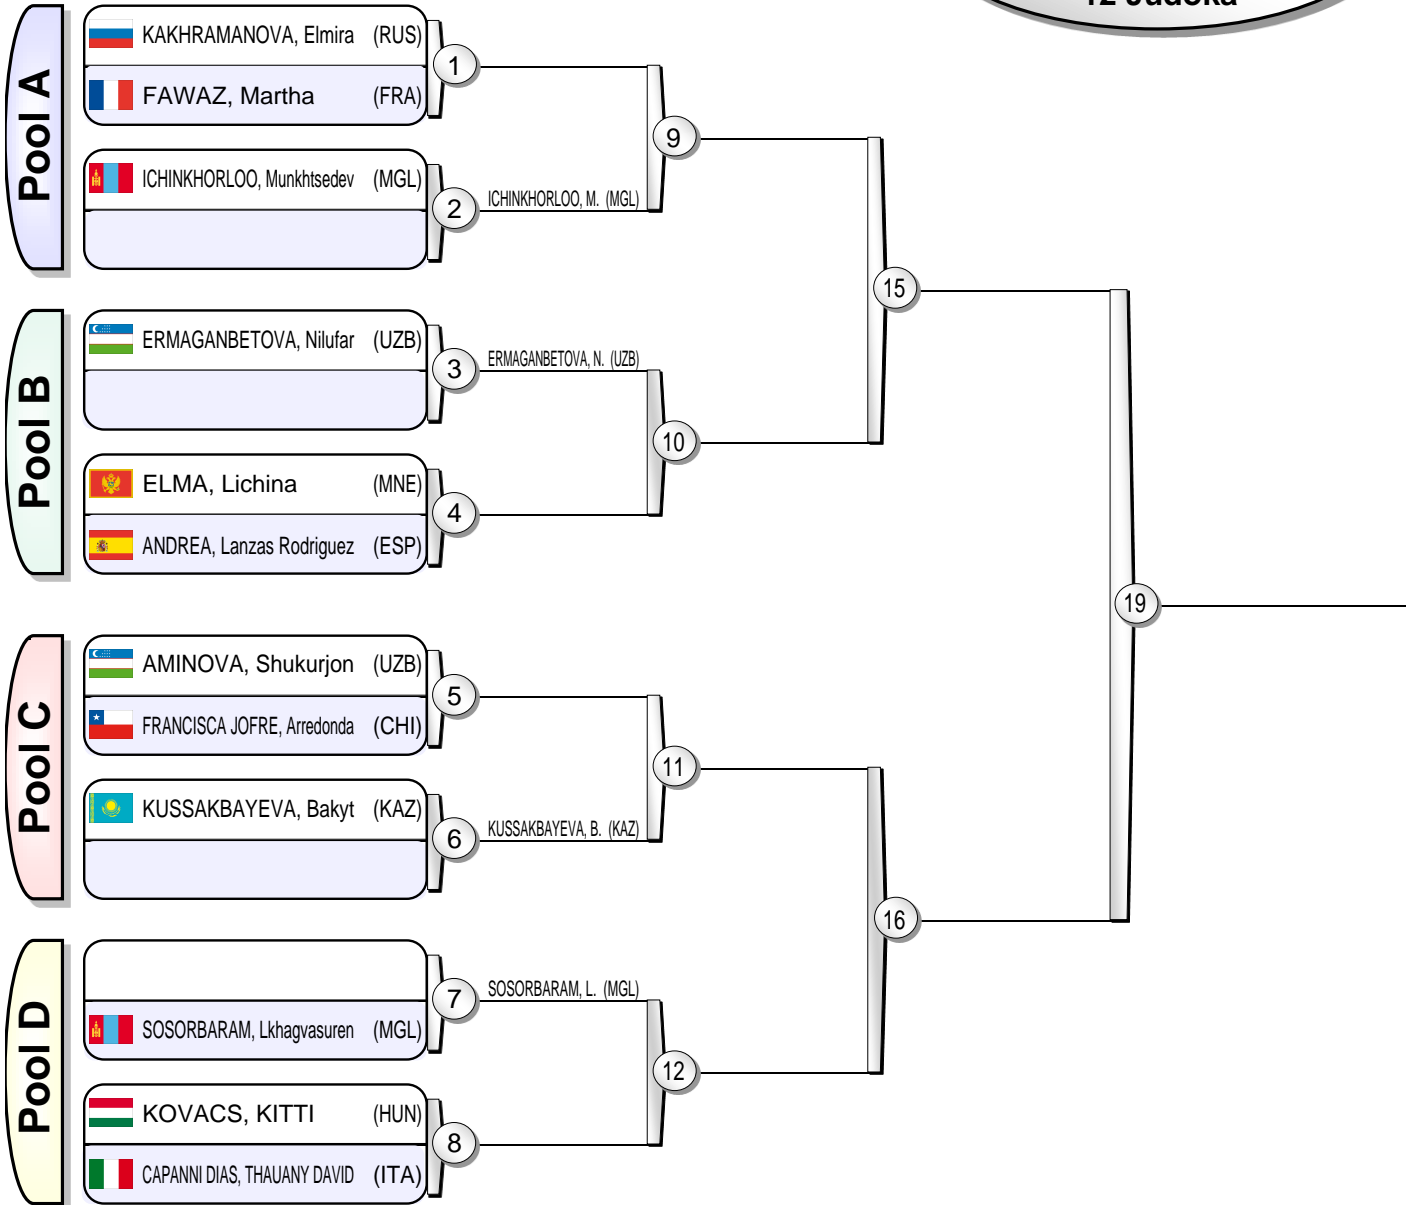 12 Judoka
Pool A
KAKHRAMANOVA, Elmira (RUS)
1
FAWAZ, Martha (FRA)
9
ICHINKHORLOO, Munkhtsedev (MGL)
2
ICHINKHORLOO, M. (MGL)
15
Pool B
ERMAGANBETOVA, Nilufar (UZB)
3
ERMAGANBETOVA, N. (UZB)
10
ELMA, Lichina (MNE)
4
ANDREA, Lanzas Rodriguez (ESP)
19
Pool C
AMINOVA, Shukurjon (UZB)
5
FRANCISCA JOFRE, Arredonda (CHI)
11
KUSSAKBAYEVA, Bakyt (KAZ)
6
KUSSAKBAYEVA, B. (KAZ)
16
Pool D
7
SOSORBARAM, L. (MGL)
SOSORBARAM, Lkhagvasuren (MGL)
12
KOVACS, KITTI (HUN)
8
CAPANNI DIAS, THAUANY DAVID (ITA)